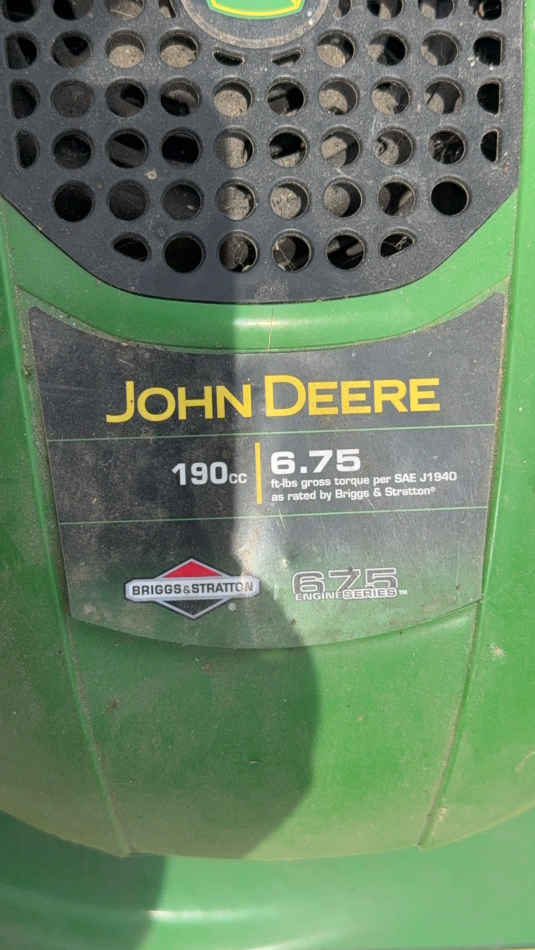 JOHN DEERE
190cc
6.75
ft-lbs gross torque per SAE J1940
as rated by Briggs & Stratton®
BRIGGS&STRATTON
675
ENGINE SERIES™